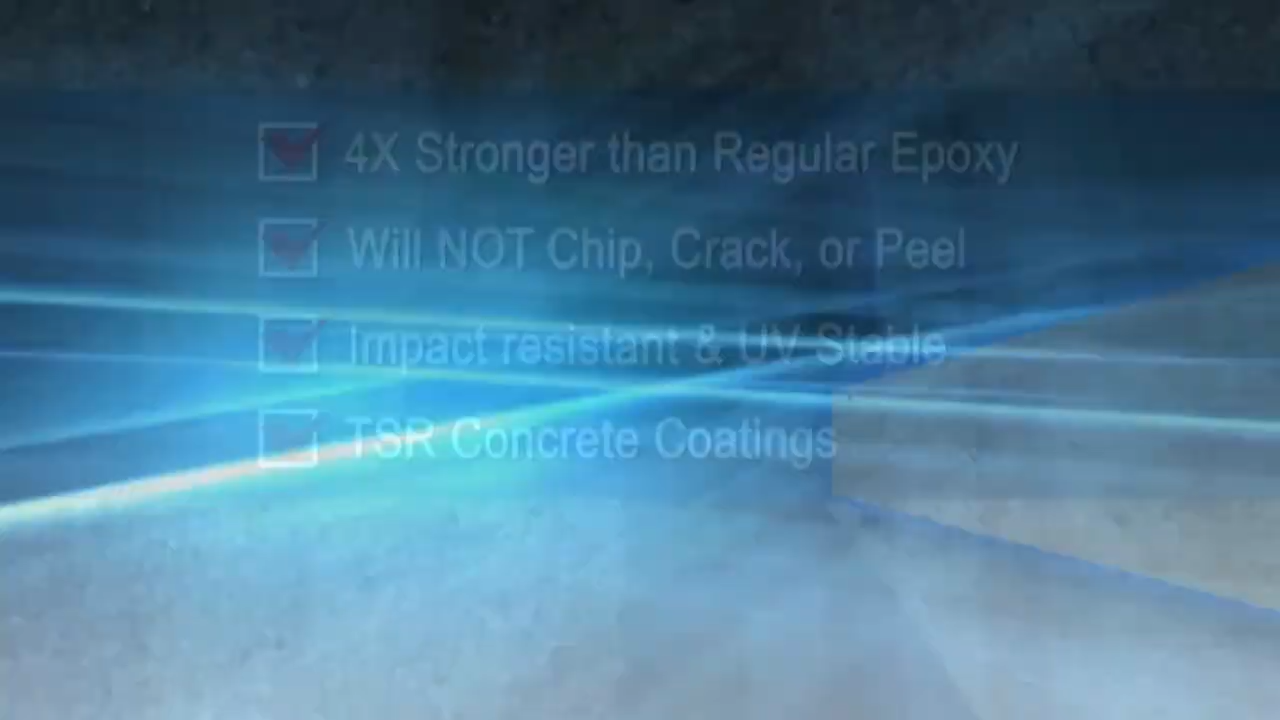 4X Stronger than Regular Epoxy
Will NOT Chip, Crack, or Peel
Impact resistant & UV Stable
TSR Concrete Coatings